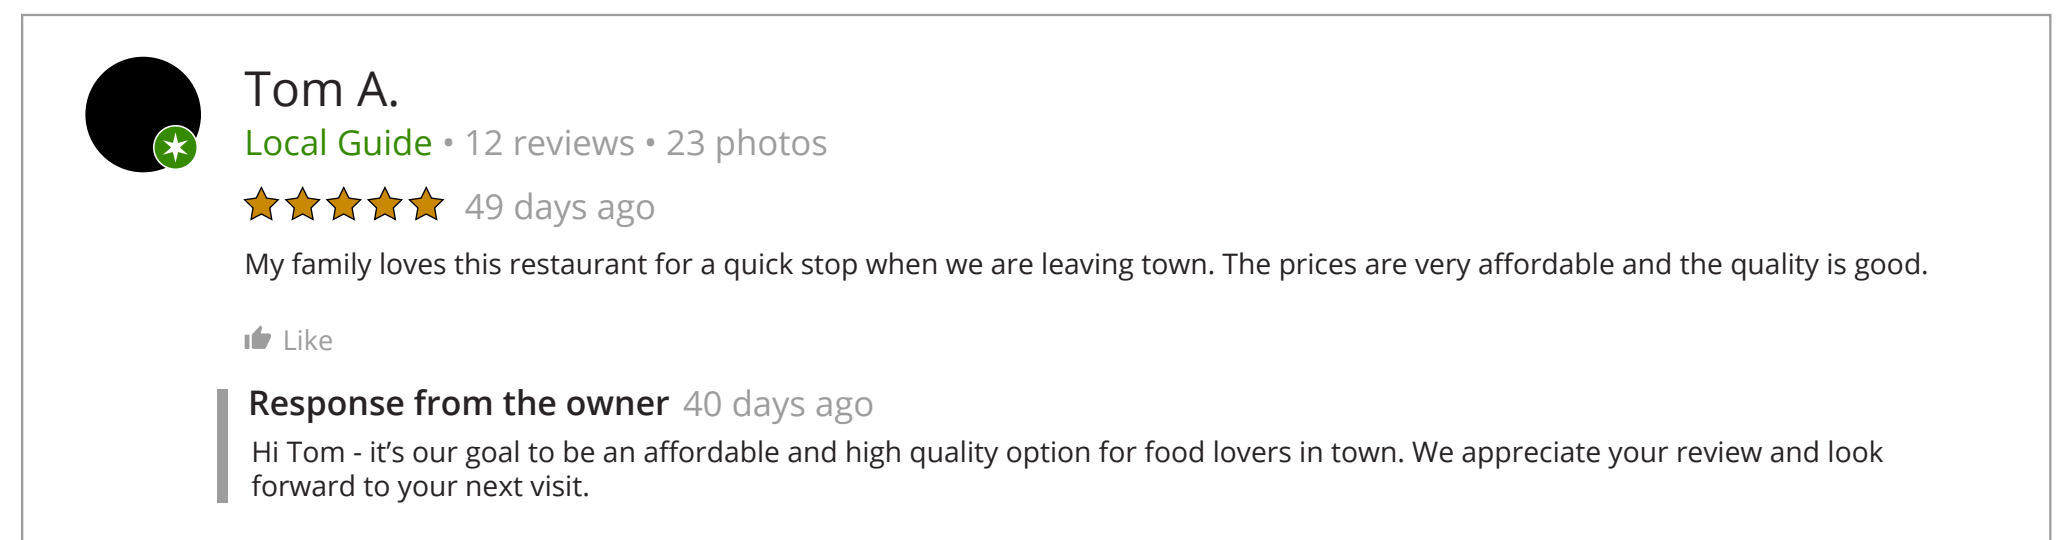 Tom A.
Local Guide • 12 reviews • 23 photos
49 days ago
My family loves this restaurant for a quick stop when we are leaving town. The prices are very affordable and the quality is good.
Like
Response from the owner 40 days ago
Hi Tom - it’s our goal to be an affordable and high quality option for food lovers in town. We appreciate your review and look
forward to your next visit.